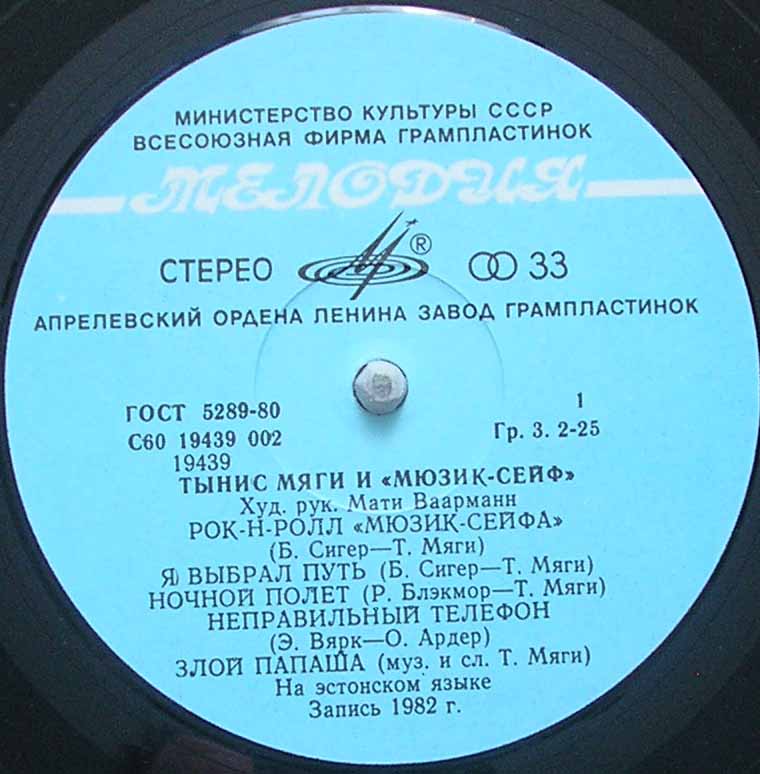 МИНИСТЕРСТВО КУЛЬТУРЫ СССР
ВСЕСОЮЗНАЯ ФИРМА ГРАМПЛАСТИНОК
МЕЛОДИЯ
СТЕРЕО ® 33
АПРЕЛЕВСКИЙ ОРДЕНА ЛЕНИНА ЗАВОД ГРАМПЛАСТИНОК
ГОСТ 5289-80 1
С60 19439 002 Гр. 3. 2-25
19439
ТЫНИС МЯГИ И «МЮЗИК-СЕЙФ»
Худ. рук. Мати Ваарманн
РОК-Н-РОЛЛ «МЮЗИК-СЕЙФА»
(Б. Сигер—Т. Мяги)
Я ВЫБРАЛ ПУТЬ (Б. Сигер—Т. Мяги)
НОЧНОЙ ПОЛЕТ (Р. Блэкмор—Т. Мяги)
НЕПРАВИЛЬНЫЙ ТЕЛЕФОН
(Э. Вярк—О. Ардер)
ЗЛОЙ ПАПАША (муз. и сл. Т. Мяги)
На эстонском языке
Запись 1982 г.